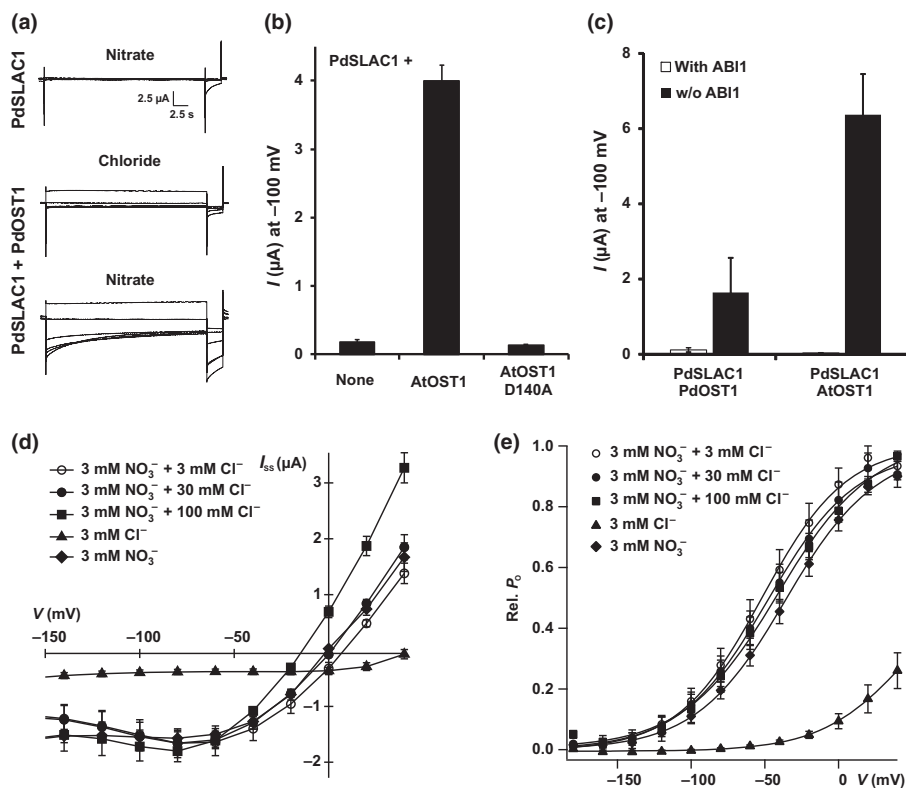 (a)
PdSLAC1
Nitrate
2.5 µA
2.5 s
PdSLAC1 + PdOST1
Chloride
Nitrate
(b)
PdSLAC1 +
I (µA) at –100 mV
4
3
2
1
0
None
AtOST1
AtOST1
D140A
(c)
With ABI1
w/o ABI1
I (µA) at –100 mV
8
6
4
2
0
PdSLAC1
PdOST1
PdSLAC1
AtOST1
(d)
3 mM NO₃⁻ + 3 mM Cl⁻
3 mM NO₃⁻ + 30 mM Cl⁻
3 mM NO₃⁻ + 100 mM Cl⁻
3 mM Cl⁻
3 mM NO₃⁻
Iss (µA)
3
2
1
–1
–2
V (mV)
–150
–100
–50
(e)
3 mM NO₃⁻ + 3 mM Cl⁻
3 mM NO₃⁻ + 30 mM Cl⁻
3 mM NO₃⁻ + 100 mM Cl⁻
3 mM Cl⁻
3 mM NO₃⁻
Rel. Pₒ
1.0
0.8
0.6
0.4
0.2
0.0
–150
–100
–50
0
V (mV)